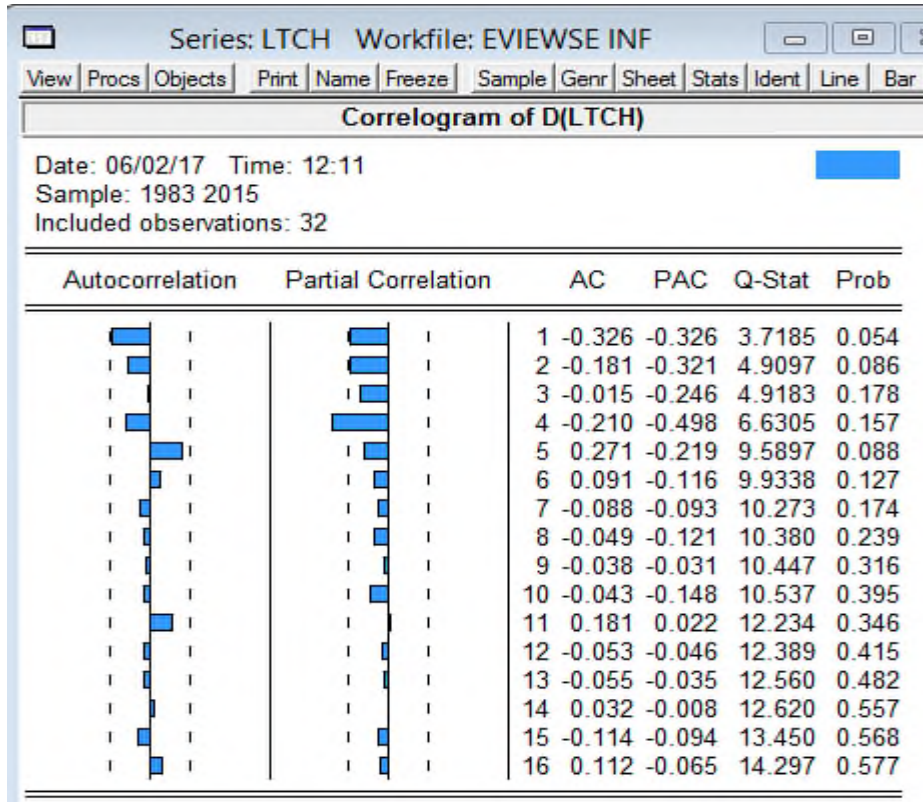 Series: LTCH Workfile: EVIEWSE INF
View Procs Objects Print Name Freeze Sample Genr Sheet Stats Ident Line Bar
Correlogram of D(LTCH)
Date: 06/02/17 Time: 12:11
Sample: 1983 2015
Included observations: 32
Autocorrelation Partial Correlation AC PAC Q-Stat Prob
1 -0.326 -0.326 3.7185 0.054
2 -0.181 -0.321 4.9097 0.086
3 -0.015 -0.246 4.9183 0.178
4 -0.210 -0.498 6.6305 0.157
5 0.271 -0.219 9.5897 0.088
6 0.091 -0.116 9.9338 0.127
7 -0.088 -0.093 10.273 0.174
8 -0.049 -0.121 10.380 0.239
9 -0.038 -0.031 10.447 0.316
10 -0.043 -0.148 10.537 0.395
11 0.181 0.022 12.234 0.346
12 -0.053 -0.046 12.389 0.415
13 -0.055 -0.035 12.560 0.482
14 0.032 -0.008 12.620 0.557
15 -0.114 -0.094 13.450 0.568
16 0.112 -0.065 14.297 0.577